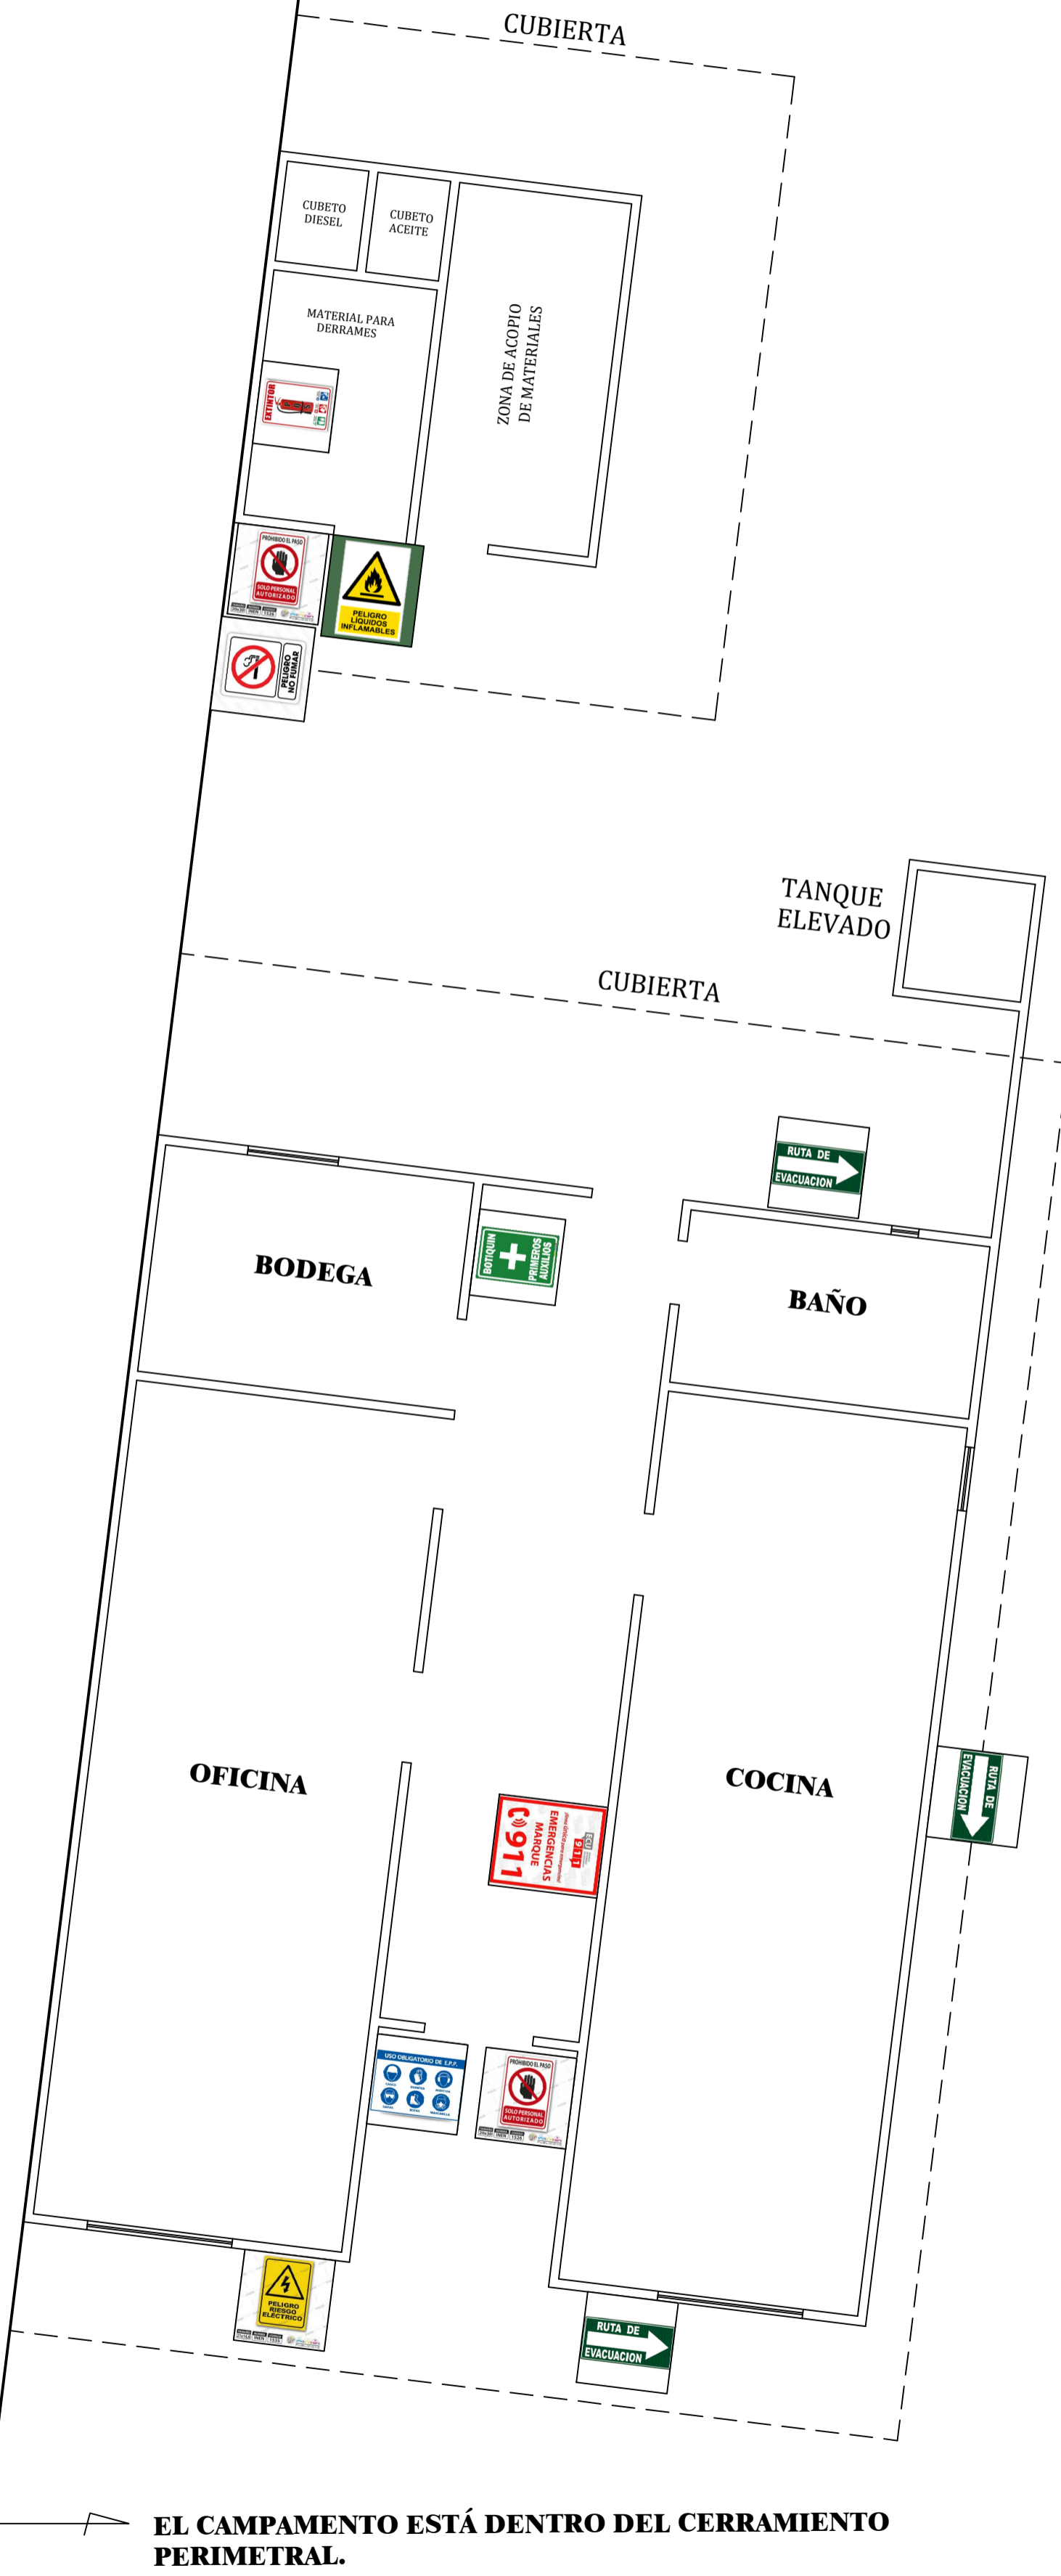 CUBIERTA
CUBETO
DIESEL
CUBETO
ACEITE
MATERIAL PARA
DERRAMES
ZONA DE ACOPIO
DE MATERIALES
EXTINTOR
PROHIBIDO EL PASO
SOLO PERSONAL
AUTORIZADO
PELIGRO
LÍQUIDOS
INFLAMABLES
PELIGRO
NO FUMAR
TANQUE
ELEVADO
CUBIERTA
RUTA DE
EVACUACION
BOTIQUIN
PRIMEROS
AUXILIOS
BODEGA
BAÑO
OFICINA
COCINA
RUTA DE
EVACUACION
911
EMERGENCIAS
MARQUE
911
USO OBLIGATORIO DE E.P.P.
PROHIBIDO EL PASO
SOLO PERSONAL
AUTORIZADO
PELIGRO
RIESGO
ELÉCTRICO
RUTA DE
EVACUACION
EL CAMPAMENTO ESTÁ DENTRO DEL CERRAMIENTO
PERIMETRAL.